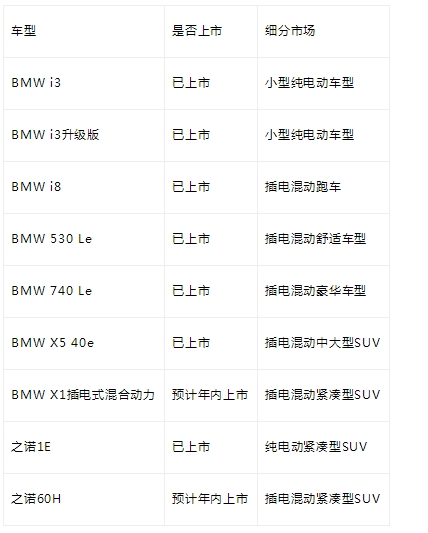 车型 是否上市 细分市场
BMW i3 已上市 小型纯电动车型
BMW i3升级版 已上市 小型纯电动车型
BMW i8 已上市 插电混动跑车
BMW 530 Le 已上市 插电混动舒适车型
BMW 740 Le 已上市 插电混动豪华车型
BMW X5 40e 已上市 插电混动中大型SUV
BMW X1插电式混合动力 预计年内上市 插电混动紧凑型SUV
之诺1E 已上市 纯电动紧凑型SUV
之诺60H 预计年内上市 插电混动紧凑型SUV